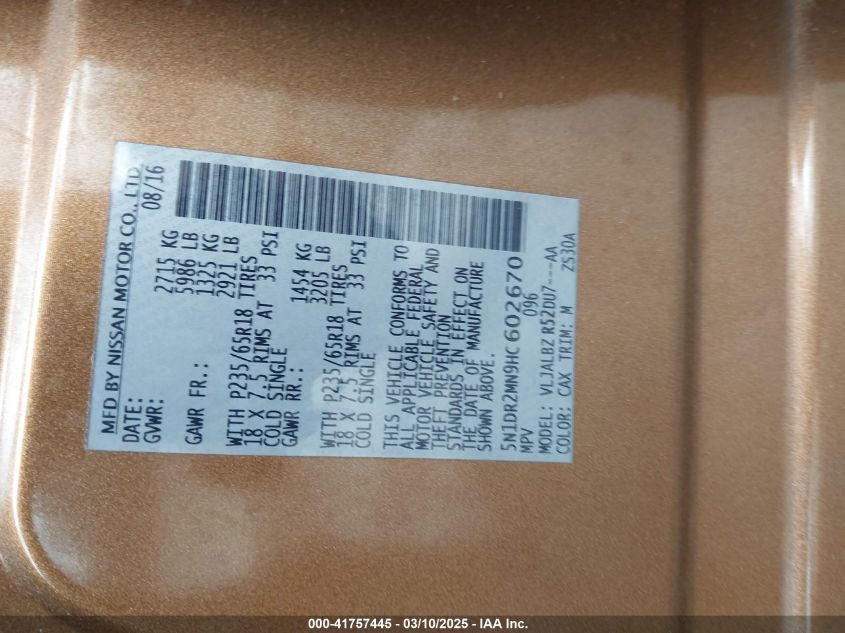 MFD BY NISSAN MOTOR CO., LTD
DATE: 08/16
GVWR: 2715 KG
5986 LB
GAWR FR.: 1325 KG
2921 LB
WITH P235/65R18 TIRES
18 X 7.5 RIMS AT 33 PSI
COLD SINGLE
GAWR RR.: 1454 KG
3205 LB
WITH P235/65R18 TIRES
18 X 7.5 RIMS AT 33 PSI
COLD SINGLE
THIS VEHICLE CONFORMS TO
ALL APPLICABLE FEDERAL
MOTOR VEHICLE SAFETY AND
THEFT PREVENTION
STANDARDS IN EFFECT ON
THE DATE OF MANUFACTURE
SHOWN ABOVE.
5N1DR2MN9HC602670
MPV 096
MODEL: VLJALBZ R52DU7---AA
COLOR: CAX TRIM: M ZS30A
000-41757445 - 03/10/2025 - IAA Inc.